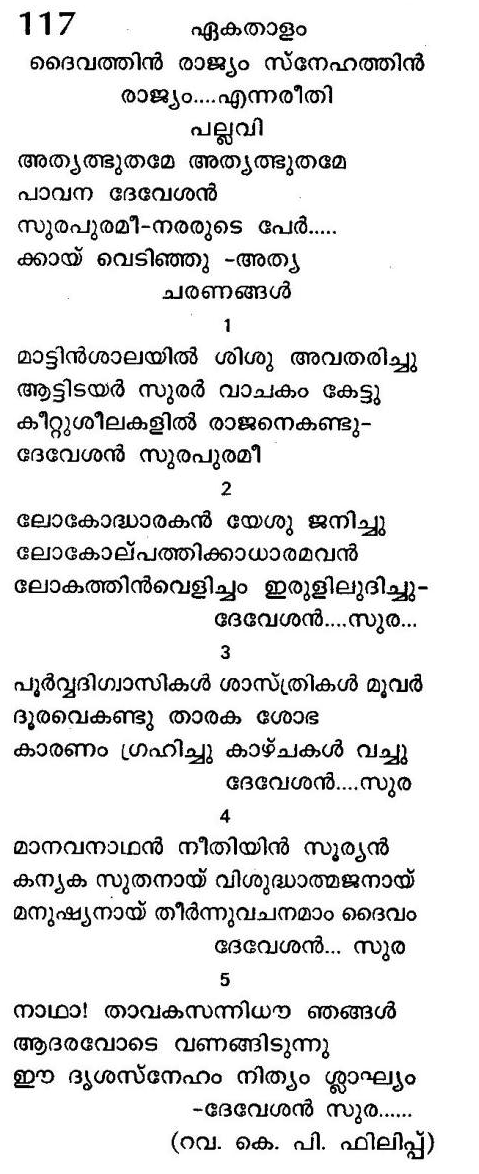 117 ഏകതാളം
ദൈവത്തിൻ രാജ്യം സ്നേഹത്തിൻ
രാജ്യം....എന്നരീതി
പല്ലവി
അത്യത്ഭുതമേ അത്യത്ഭുതമേ
പാവന ദേവേശൻ
സുരപുരമീ-നരരുടെ പേർ.....
ക്കായ് വെടിഞ്ഞു -അത്യ
ചരണങ്ങൾ
1
മാട്ടിൻശാലയിൽ ശിശു അവതരിച്ചു
ആട്ടിടയർ സുരർ വാചകം കേട്ടു
കീറ്റുശീലകളിൽ രാജനെകണ്ടു-
ദേവേശൻ സുരപുരമീ
2
ലോകോദ്ധാരകൻ യേശു ജനിച്ചു
ലോകോല്പത്തിക്കാധാരമവൻ
ലോകത്തിൻവെളിച്ചം ഇരുളിലുദിച്ചു-
ദേവേശൻ....സുര...
3
പൂർവ്വദിഗ്വാസികൾ ശാസ്ത്രികൾ മൂവർ
ദൂരവെകണ്ടു താരക ശോഭ
കാരണം ഗ്രഹിച്ചു കാഴ്ചകൾ വച്ചു
ദേവേശൻ....സുര
4
മാനവനാഥൻ നീതിയിൻ സൂര്യൻ
കന്യക സുതനായ് വിശുദ്ധാത്മജനായ്
മനുഷ്യനായ് തീർന്നുവചനമാം ദൈവം
ദേവേശൻ... സുര
5
നാഥാ! താവകസന്നിധൗ ഞങ്ങൾ
ആദരവോടെ വണങ്ങിടുന്നു
ഈ ദൃശസ്നേഹം നിത്യം ശ്ലാഘ്യം
-ദേവേശൻ സുര......
(റവ. കെ. പി. ഫിലിപ്പ്)